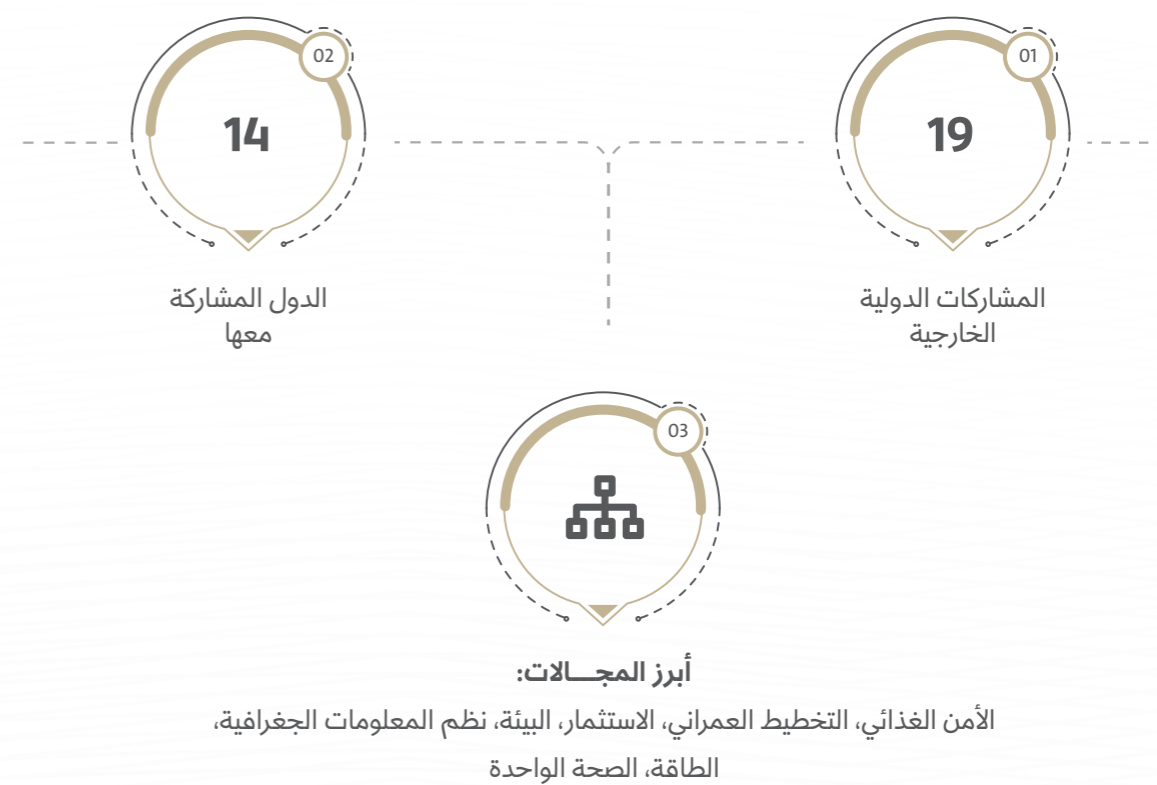 01
19
المشاركات الدولية
الخارجية
02
14
الدول المشاركة
معها
03
أبرز المجـــالات:
الأمن الغذائي، التخطيط العمراني، الاستثمار، البيئة، نظم المعلومات الجغرافية،
الطاقة، الصحة الواحدة